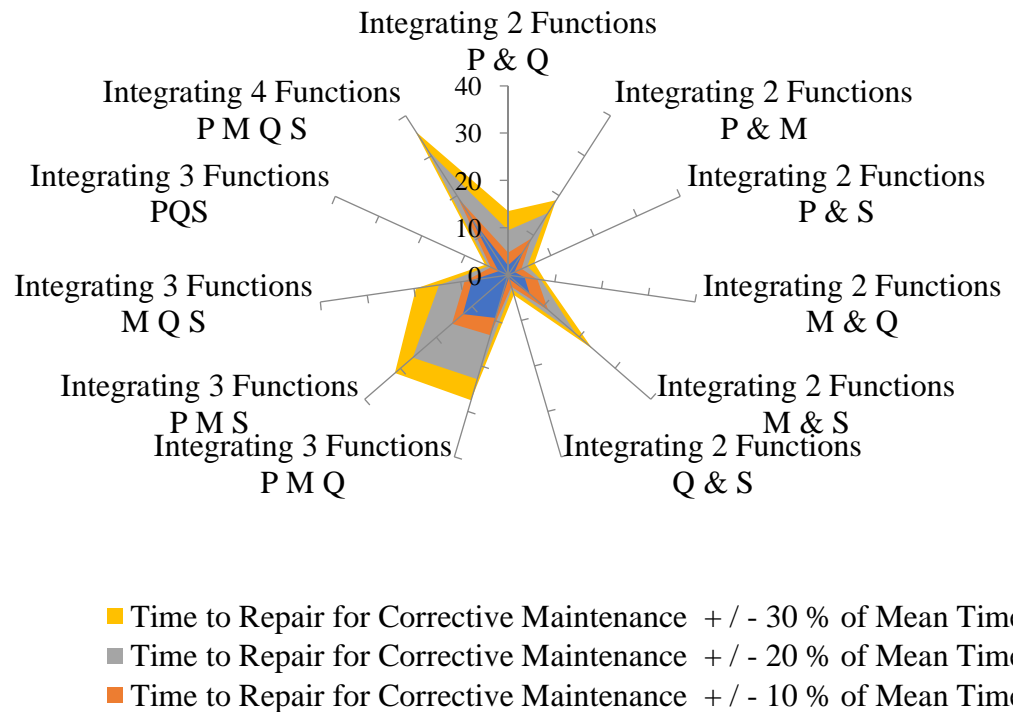 Integrating 2 Functions
P & Q
Integrating 2 Functions
P & M
Integrating 2 Functions
P & S
Integrating 2 Functions
M & Q
Integrating 2 Functions
M & S
Integrating 2 Functions
Q & S
Integrating 3 Functions
P M Q
Integrating 3 Functions
P M S
Integrating 3 Functions
M Q S
Integrating 3 Functions
PQS
Integrating 4 Functions
P M Q S
40
30
20
10
0
Time to Repair for Corrective Maintenance + / - 30 % of Mean Time
Time to Repair for Corrective Maintenance + / - 20 % of Mean Time
Time to Repair for Corrective Maintenance + / - 10 % of Mean Time